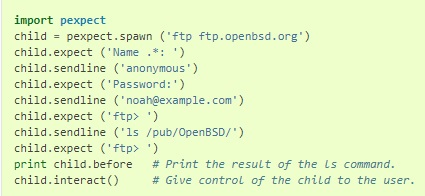 import pexpect
child = pexpect.spawn ('ftp ftp.openbsd.org')
child.expect ('Name .*: ')
child.sendline ('anonymous')
child.expect ('Password:')
child.sendline ('noah@example.com')
child.expect ('ftp> ')
child.sendline ('ls /pub/OpenBSD/')
child.expect ('ftp> ')
print child.before   # Print the result of the ls command.
child.interact()     # Give control of the child to the user.